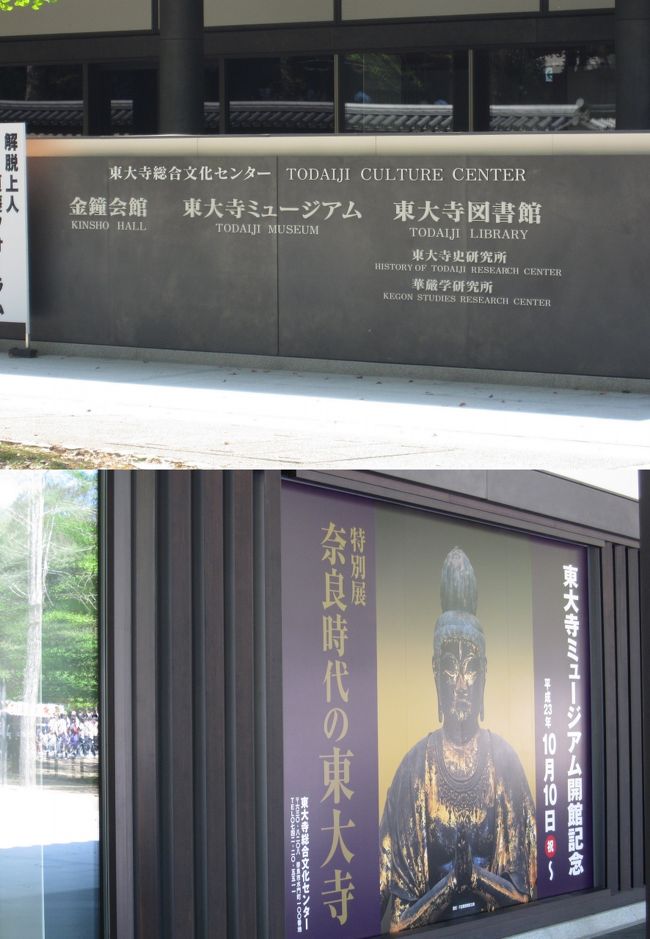 解脱上人
東大寺総合文化センター TODAIJI CULTURE CENTER
金鐘会館
KINSHO HALL
東大寺ミュージアム
TODAIJI MUSEUM
東大寺図書館
TODAIJI LIBRARY
東大寺史研究所
HISTORY OF TODAIJI RESEARCH CENTER
華厳学研究所
KEGON STUDIES RESEARCH CENTER
東大寺ミュージアム開館記念
平成23年10月10日祝〜
特別展
奈良時代の東大寺
東大寺総合文化センター